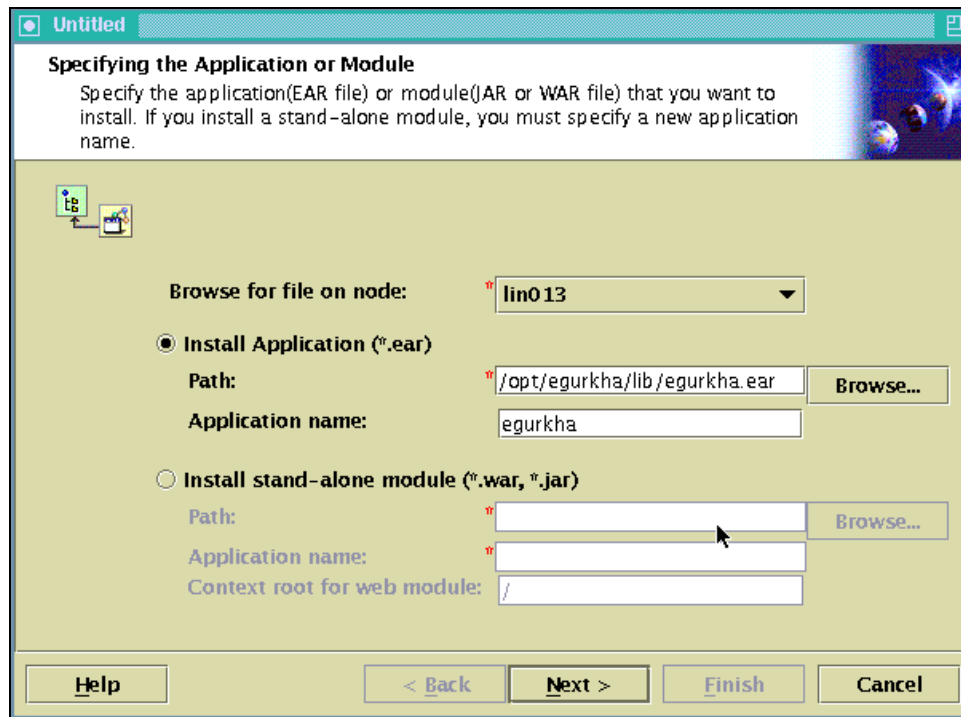 Untitled
Specifying the Application or Module
Specify the application(EAR file) or module(JAR or WAR file) that you want to
install. If you install a stand-alone module, you must specify a new application
name.
Browse for file on node: * lin013
Install Application (*.ear)
Path: * /opt/egurkha/lib/egurkha.ear Browse...
Application name: egurkha
Install stand-alone module (*.war, *.jar)
Path: * Browse...
Application name: *
Context root for web module: /
Help < Back Next > Finish Cancel